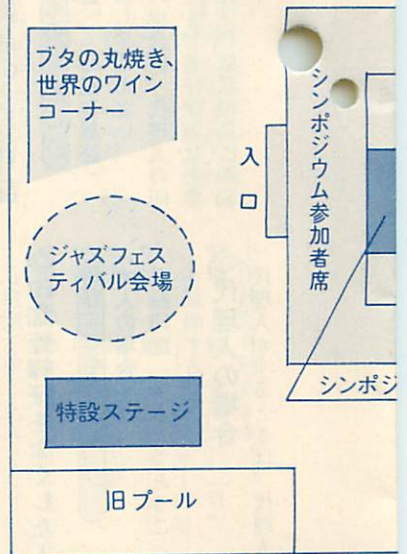 ブタの丸焼き、
世界のワイン
コーナー
入口
シンポジウム参加者席
ジャズフェス
ティバル会場
シンポジ
特設ステージ
旧プール